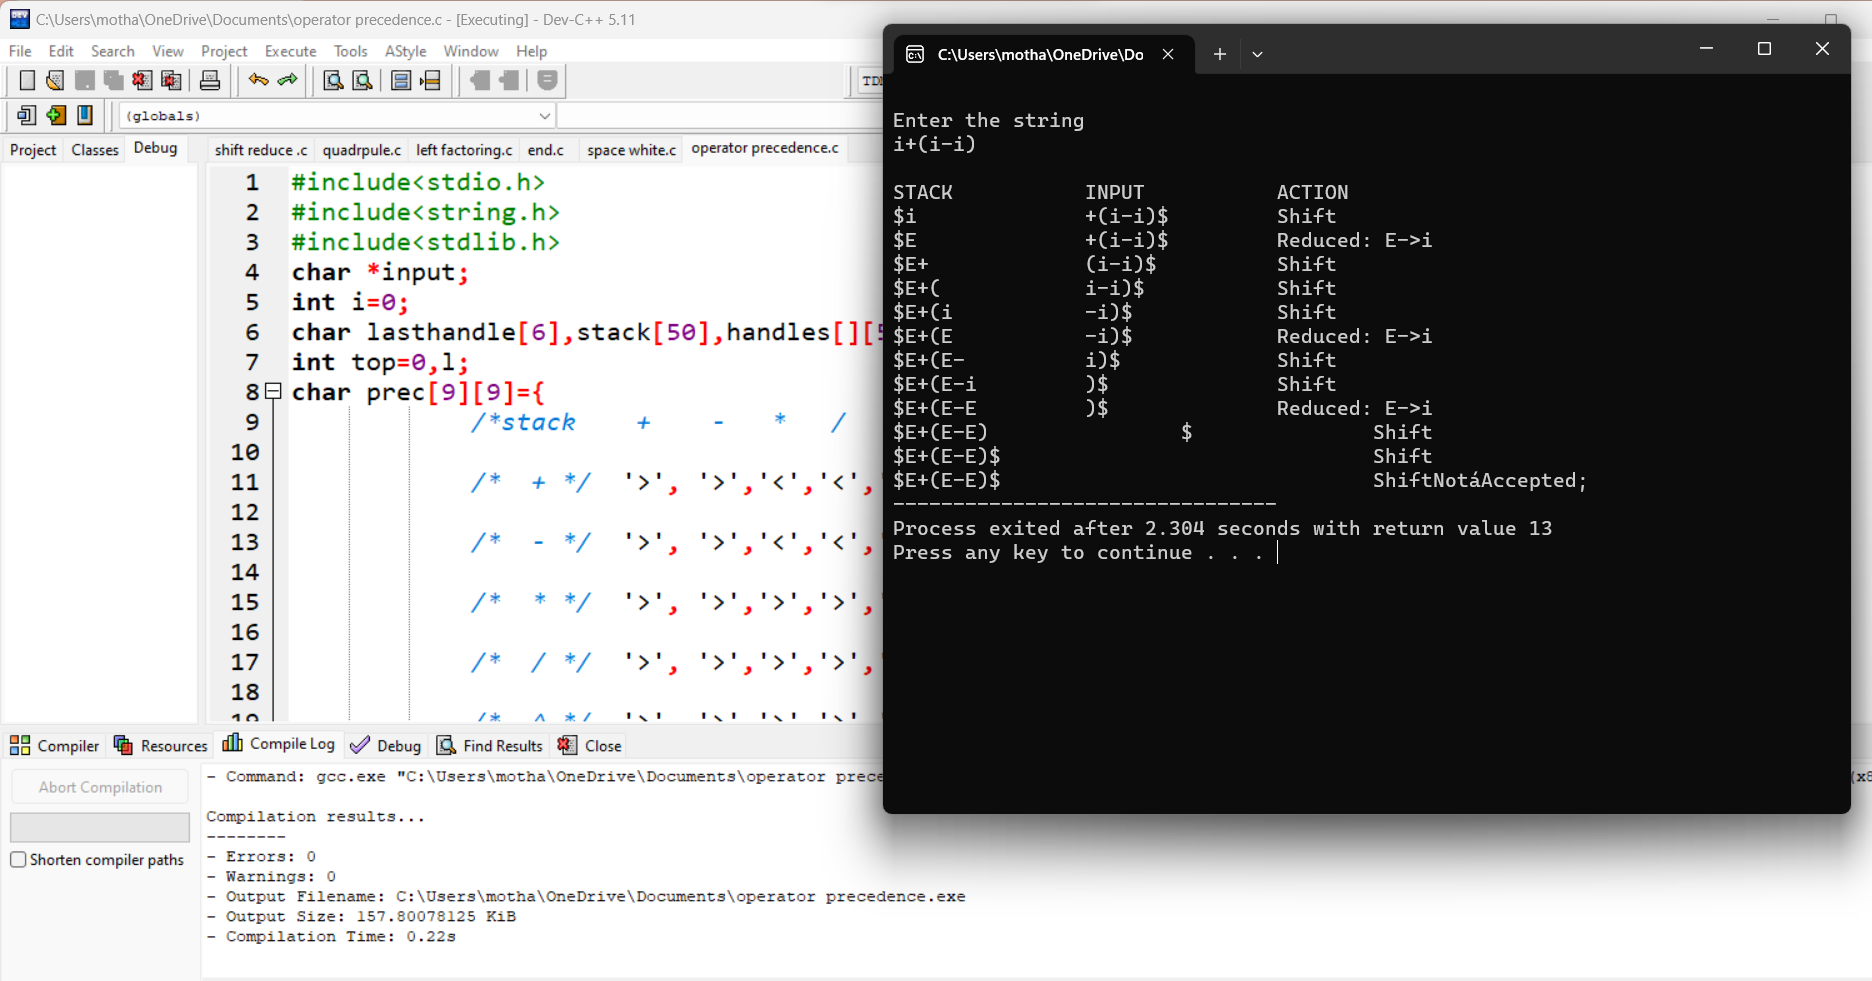 C:\Users\motha\OneDrive\Documents\operator precedence.c - [Executing] - Dev-C++ 5.11
File Edit Search View Project Execute Tools AStyle Window Help
TDM
(globals)
Project Classes Debug
shift reduce .c quadrpule.c left factoring.c end.c space white.c operator precedence.c
1 #include<stdio.h>
2 #include<string.h>
3 #include<stdlib.h>
4 char *input;
5 int i=0;
6 char lasthandle[6],stack[50],handles[][5
7 int top=0,l;
8 char prec[9][9]={
9 /*stack + - * /
10
11 /* + */ '>', '>','<','<',
12
13 /* - */ '>', '>','<','<',
14
15 /* * */ '>', '>','>','>',
16
17 /* / */ '>', '>','>','>',
18
19 /* ^ */ '>', '>','>','>'
C:\Users\motha\OneDrive\Do
Enter the string
i+(i-i)
STACK INPUT ACTION
$i +(i-i)$ Shift
$E +(i-i)$ Reduced: E->i
$E+ (i-i)$ Shift
$E+( i-i)$ Shift
$E+(i -i)$ Shift
$E+(E -i)$ Reduced: E->i
$E+(E- i)$ Shift
$E+(E-i )$ Shift
$E+(E-E )$ Reduced: E->i
$E+(E-E) $ Shift
$E+(E-E)$ Shift
$E+(E-E)$ ShiftNotáAccepted;
--------------------------------
Process exited after 2.304 seconds with return value 13
Press any key to continue . . .
Compiler Resources Compile Log Debug Find Results Close
Abort Compilation
Shorten compiler paths
- Command: gcc.exe "C:\Users\motha\OneDrive\Documents\operator prece
(x8
Compilation results...
--------
- Errors: 0
- Warnings: 0
- Output Filename: C:\Users\motha\OneDrive\Documents\operator precedence.exe
- Output Size: 157.80078125 KiB
- Compilation Time: 0.22s